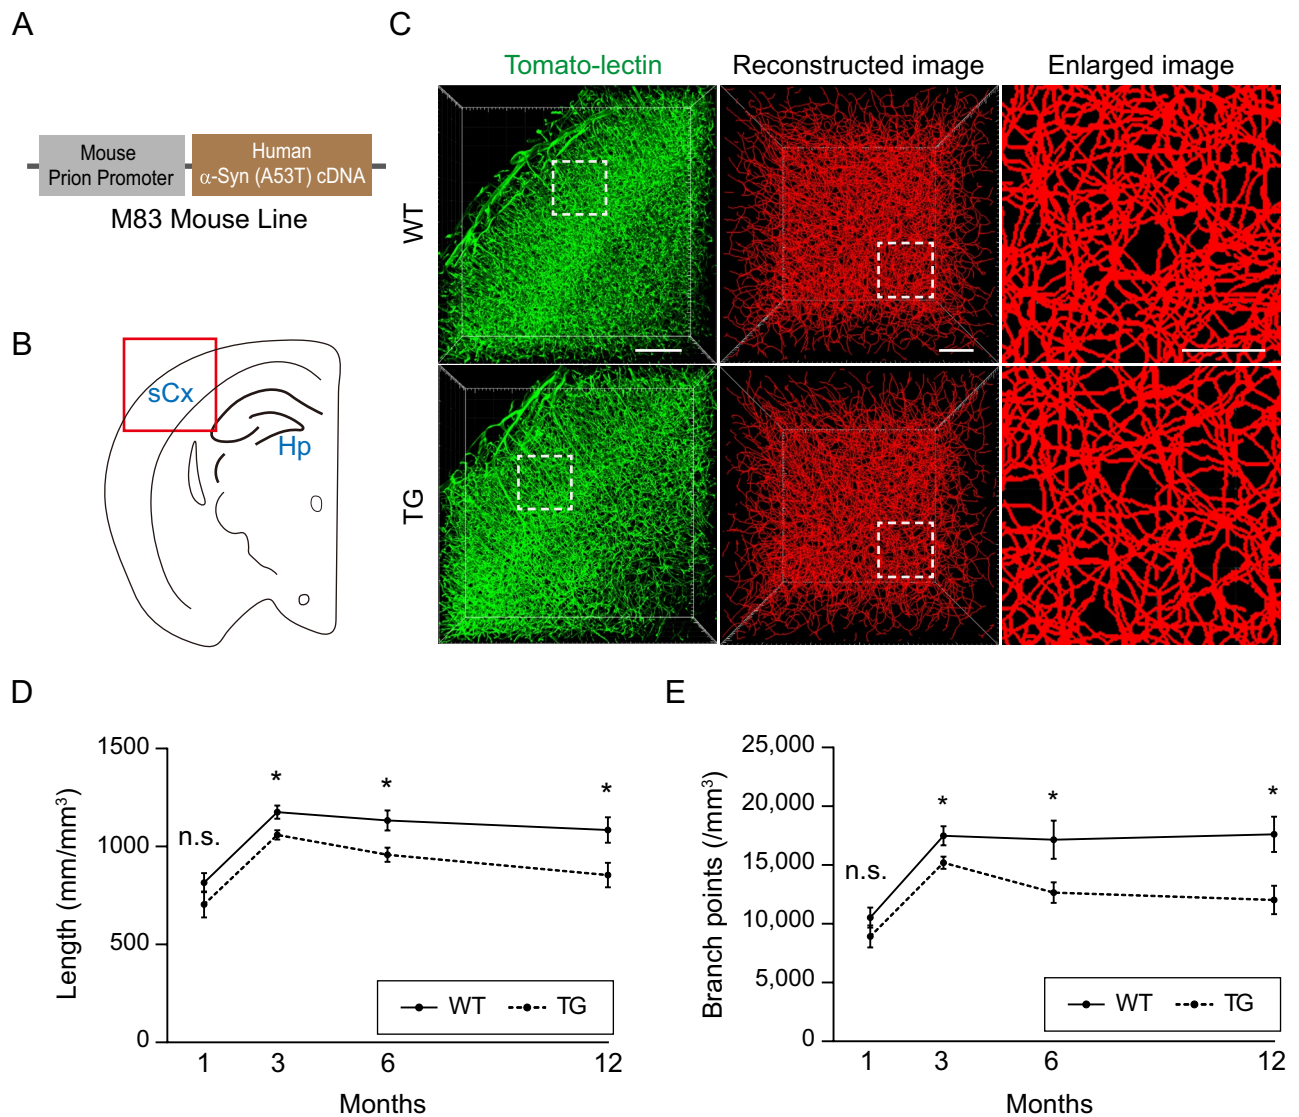 A
Mouse
Prion Promoter
Human
α-Syn (A53T) cDNA
M83 Mouse Line
B
sCx
Hp
C
Tomato-lectin
Reconstructed image
Enlarged image
WT
TG
D
Length (mm/mm³)
1500
1000
500
0
n.s.
*
*
*
WT
TG
1
3
6
12
Months
E
Branch points (/mm³)
25,000
20,000
15,000
10,000
5,000
0
n.s.
*
*
*
WT
TG
1
3
6
12
Months